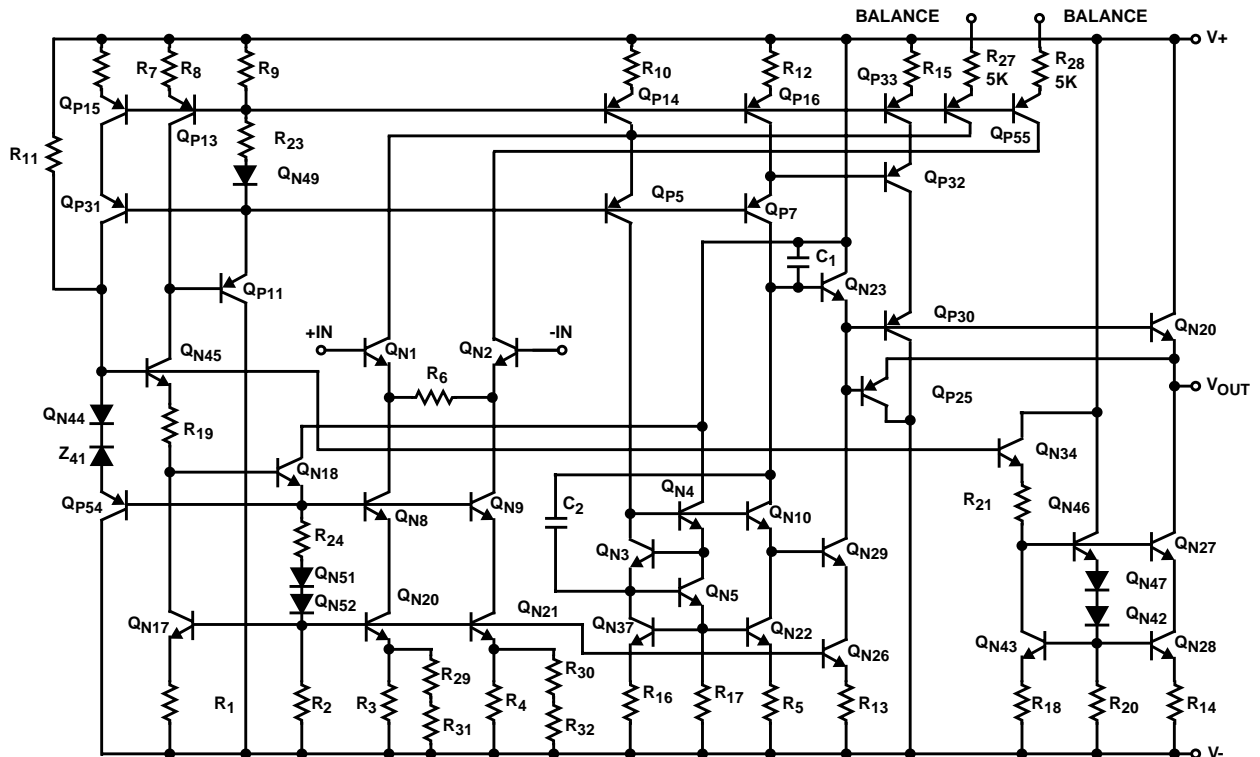 BALANCE BALANCE
V+
R7 R8 R9 R10 R12 QP33 R15 R27 5K R28 5K
QP15 QP13 QP14 QP16 QP55
R11 R23
QN49
QP31 QP5 QP7 QP32
C1
QP11 QN23
+IN -IN QP30 QN20
QN45 QN1 QN2
R6 QP25 VOUT
QN44
R19
Z41 QN18 QN34
QP54 QN8 QN9 C2 QN4 QN10 R21 QN46
R24 QN3 QN29 QN27
QN51 QN47
QN52 QN20 QN21 QN5 QN42
QN17 QN37 QN22 QN26 QN43 QN28
R29 R30
R1 R2 R3 R4 R16 R17 R5 R13 R18 R20 R14
R31 R32
V-